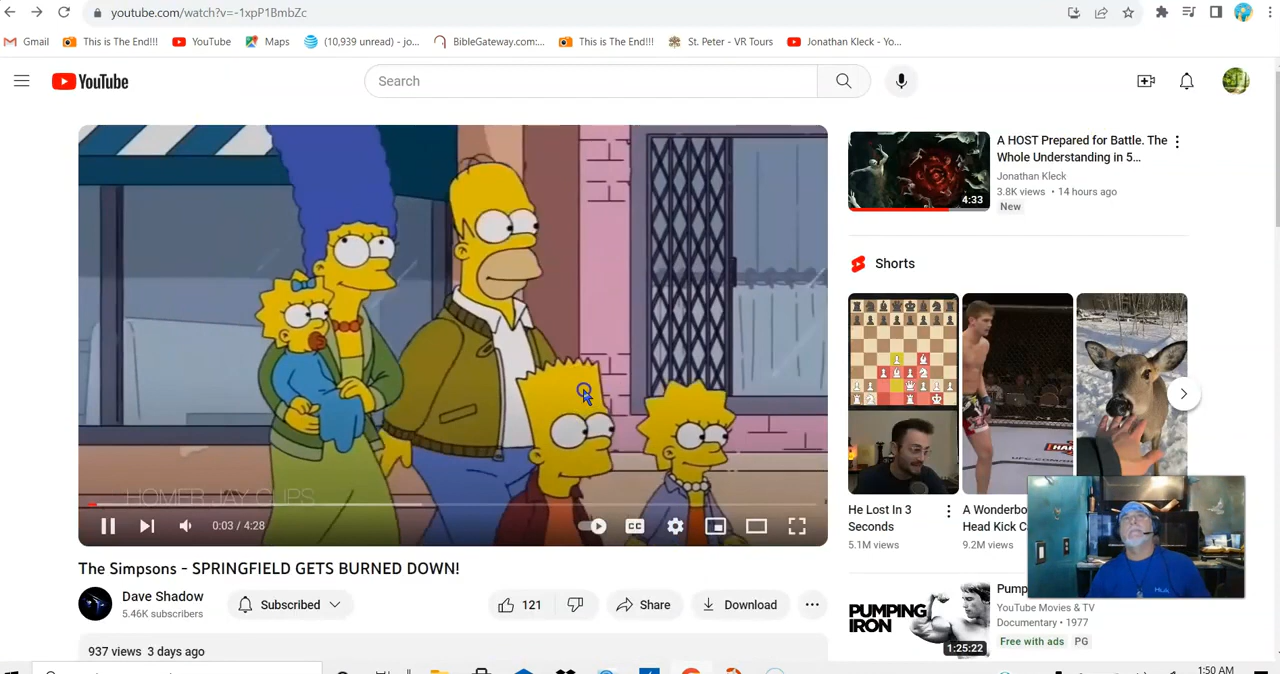 youtube.com/watch?v=-1xpP1BmbZc
Gmail
This is The End!!!
YouTube
Maps
(10,939 unread) - jo...
BibleGateway.com:...
This is The End!!!
St. Peter - VR Tours
Jonathan Kleck - Yo...
YouTube
Search
HOMER JAY CLIPS
0:03 / 4:28
CC
The Simpsons - SPRINGFIELD GETS BURNED DOWN!
Dave Shadow
5.46K subscribers
Subscribed
121
Share
Download
937 views 3 days ago
4:33
A HOST Prepared for Battle. The
Whole Understanding in 5...
Jonathan Kleck
3.8K views • 14 hours ago
New
Shorts
He Lost In 3
Seconds
5.1M views
A Wonderbo
Head Kick C
9.2M views
PUMPING
IRON
1:25:22
Pump
YouTube Movies & TV
Documentary • 1977
Free with ads
PG
1:50 AM